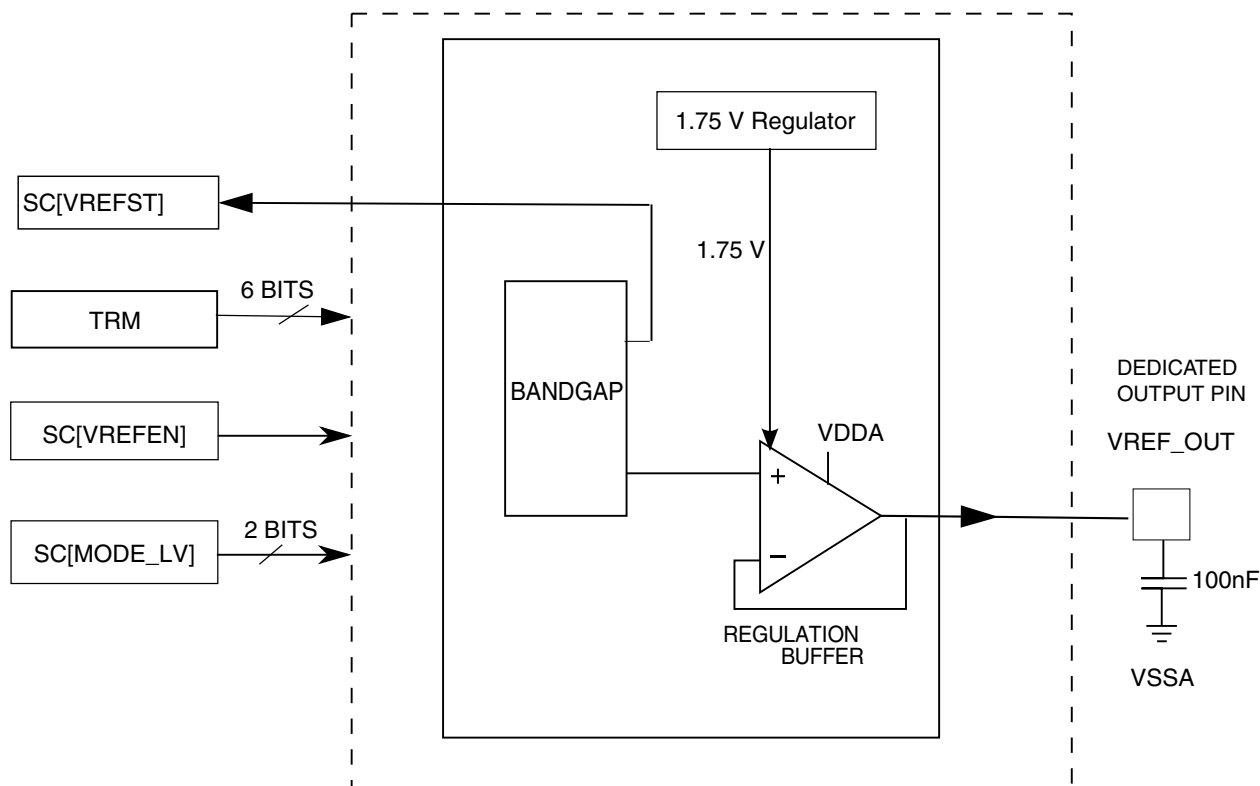 1.75 V Regulator
SC[VREFST]
1.75 V
6 BITS
TRM
BANDGAP
DEDICATED
OUTPUT PIN
SC[VREFEN]
VDDA
VREF_OUT
+
2 BITS
SC[MODE_LV]
−
100nF
REGULATION
BUFFER
VSSA